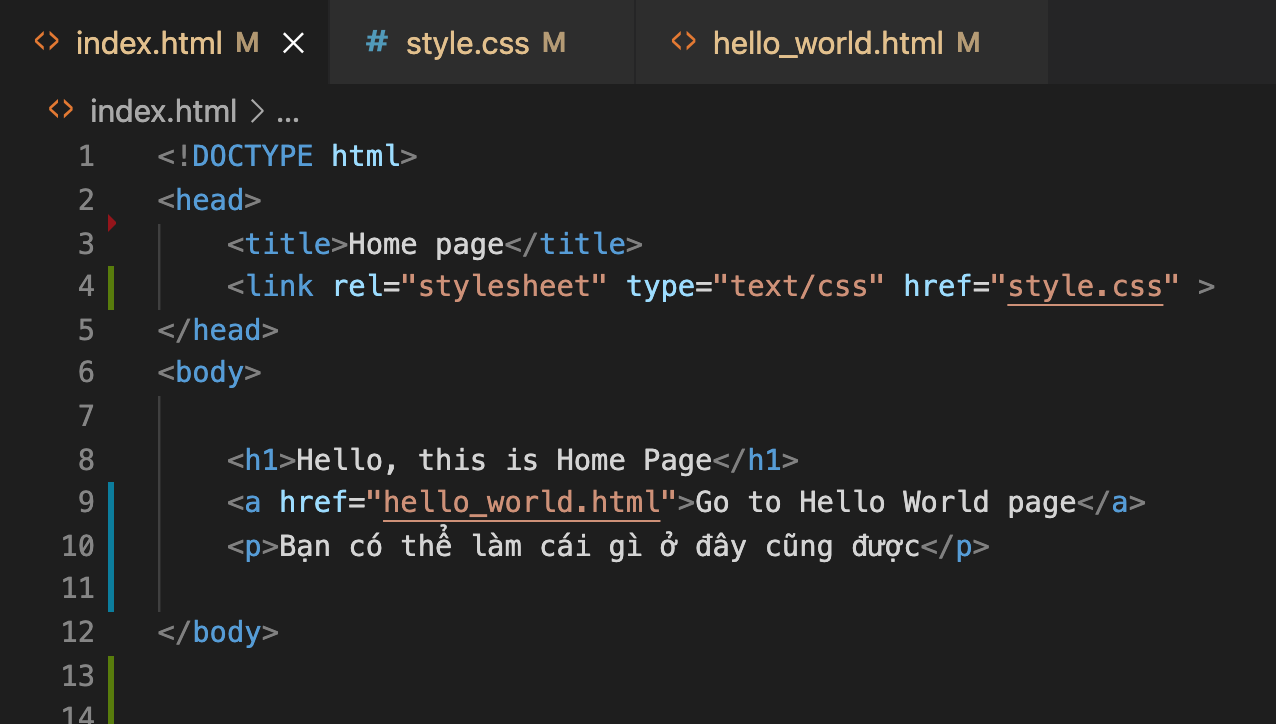 index.html M
style.css M
hello_world.html M
index.html > ...
1 <!DOCTYPE html>
2 <head>
3 <title>Home page</title>
4 <link rel="stylesheet" type="text/css" href="style.css" >
5 </head>
6 <body>
7
8 <h1>Hello, this is Home Page</h1>
9 <a href="hello_world.html">Go to Hello World page</a>
10 <p>Bạn có thể làm cái gì ở đây cũng được</p>
11
12 </body>
13
14